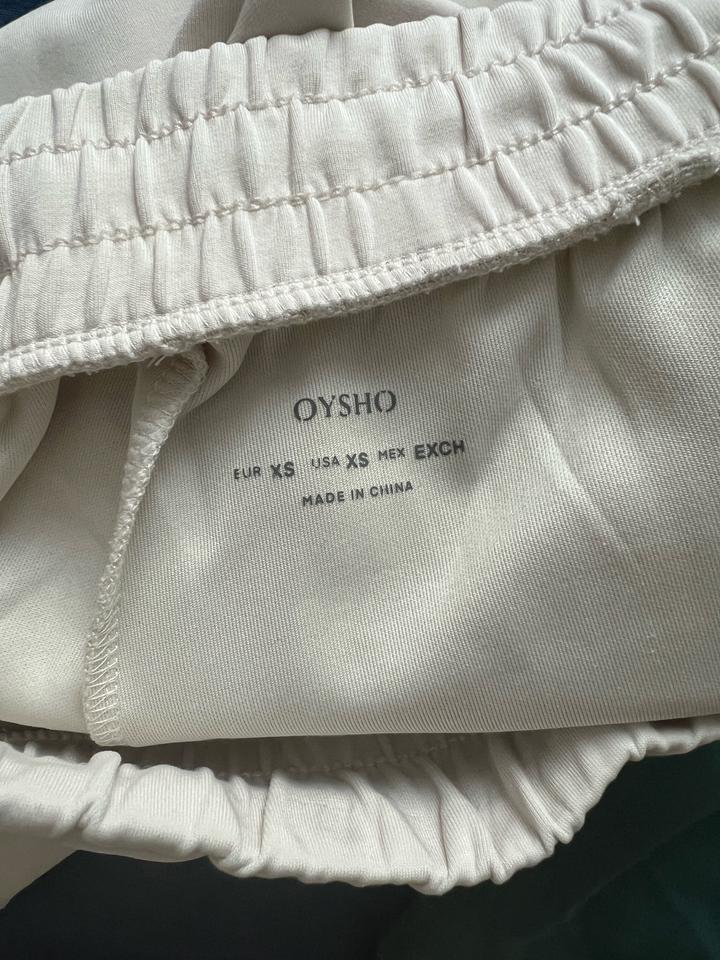 OYSHO
EUR XS USA XS MEX EXCH
MADE IN CHINA